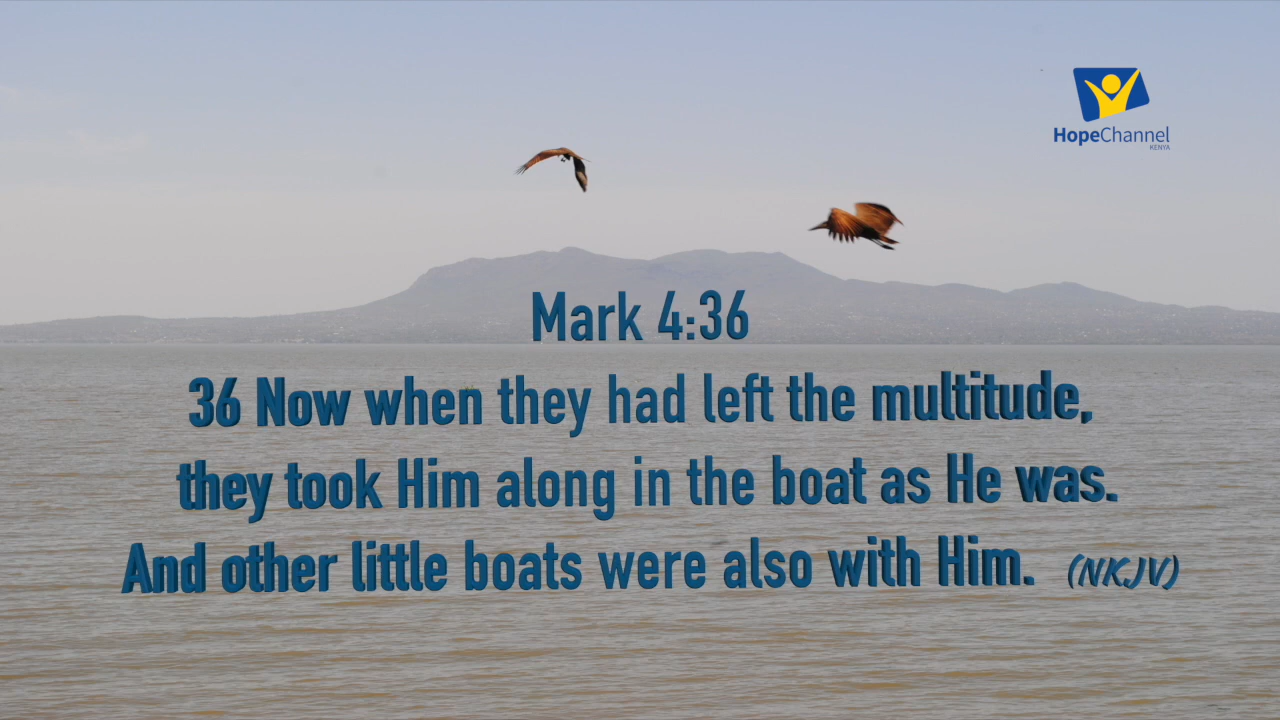 HopeChannel
KENYA
Mark 4:36
36 Now when they had left the multitude,
they took Him along in the boat as He was.
And other little boats were also with Him. (NKJV)